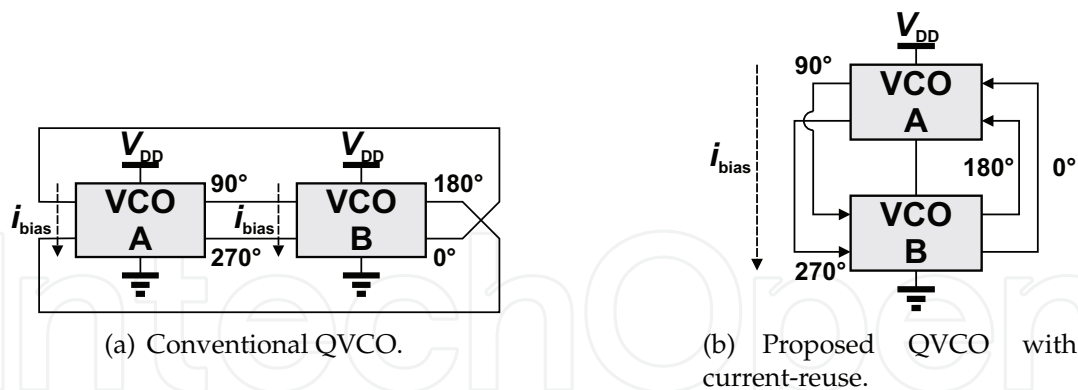 V_DD
V_DD
90°
180°
i_bias
VCO
A
i_bias
VCO
B
270°
0°
(a) Conventional QVCO.
V_DD
90°
VCO
A
i_bias
180°
0°
VCO
B
270°
(b) Proposed QVCO with
current-reuse.
IntechOpen